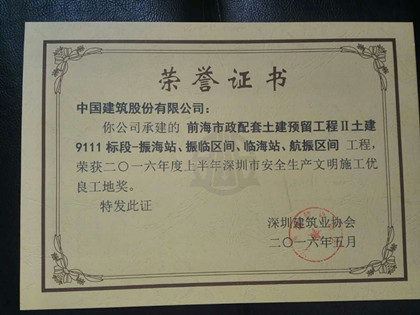 荣誉证书
中国建筑股份有限公司：
你公司承建的 前海市政配套土建预留工程Ⅱ土建
9111标段-振海站、振临区间、临海站、航振区间 工程，
荣获二〇一六年度上半年深圳市安全生产文明施工优
良工地奖。
特发此证
深圳建筑业协会
二〇一六年五月